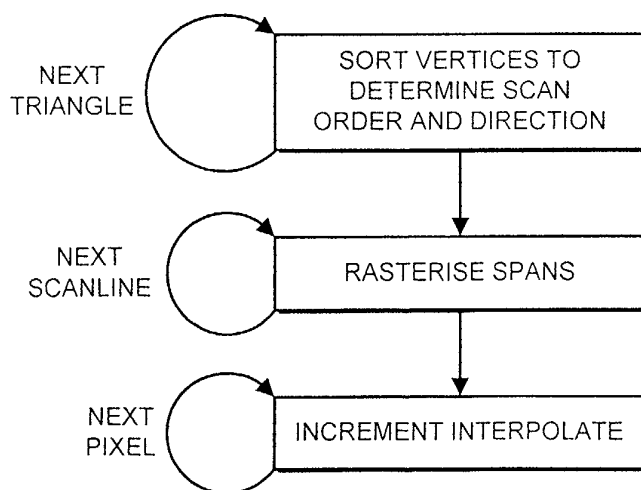 NEXT
TRIANGLE
SORT VERTICES TO
DETERMINE SCAN
ORDER AND DIRECTION
NEXT
SCANLINE
RASTERISE SPANS
NEXT
PIXEL
INCREMENT INTERPOLATE